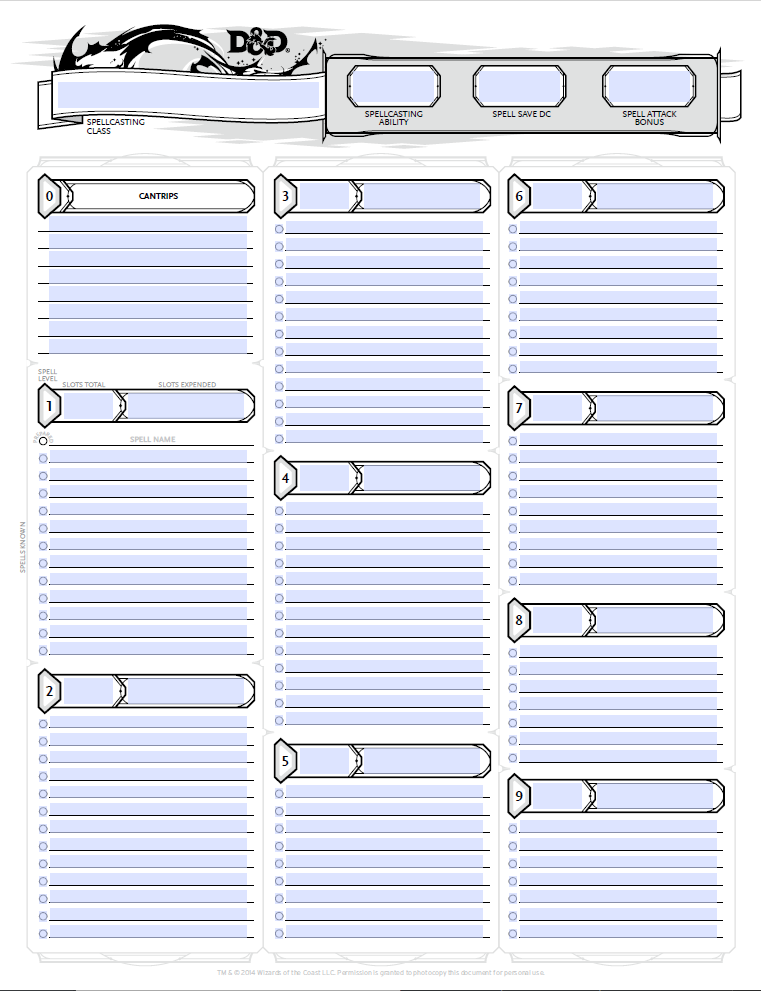 D&D®
SPELLCASTING
CLASS
SPELLCASTING
ABILITY
SPELL SAVE DC
SPELL ATTACK
BONUS
0
CANTRIPS
SPELL
LEVEL
SLOTS TOTAL
SLOTS EXPENDED
1
SPELL NAME
SPELLS KNOWN
2
3
4
5
6
7
8
9
TM & © 2014 Wizards of the Coast LLC. Permission is granted to photocopy this document for personal use.